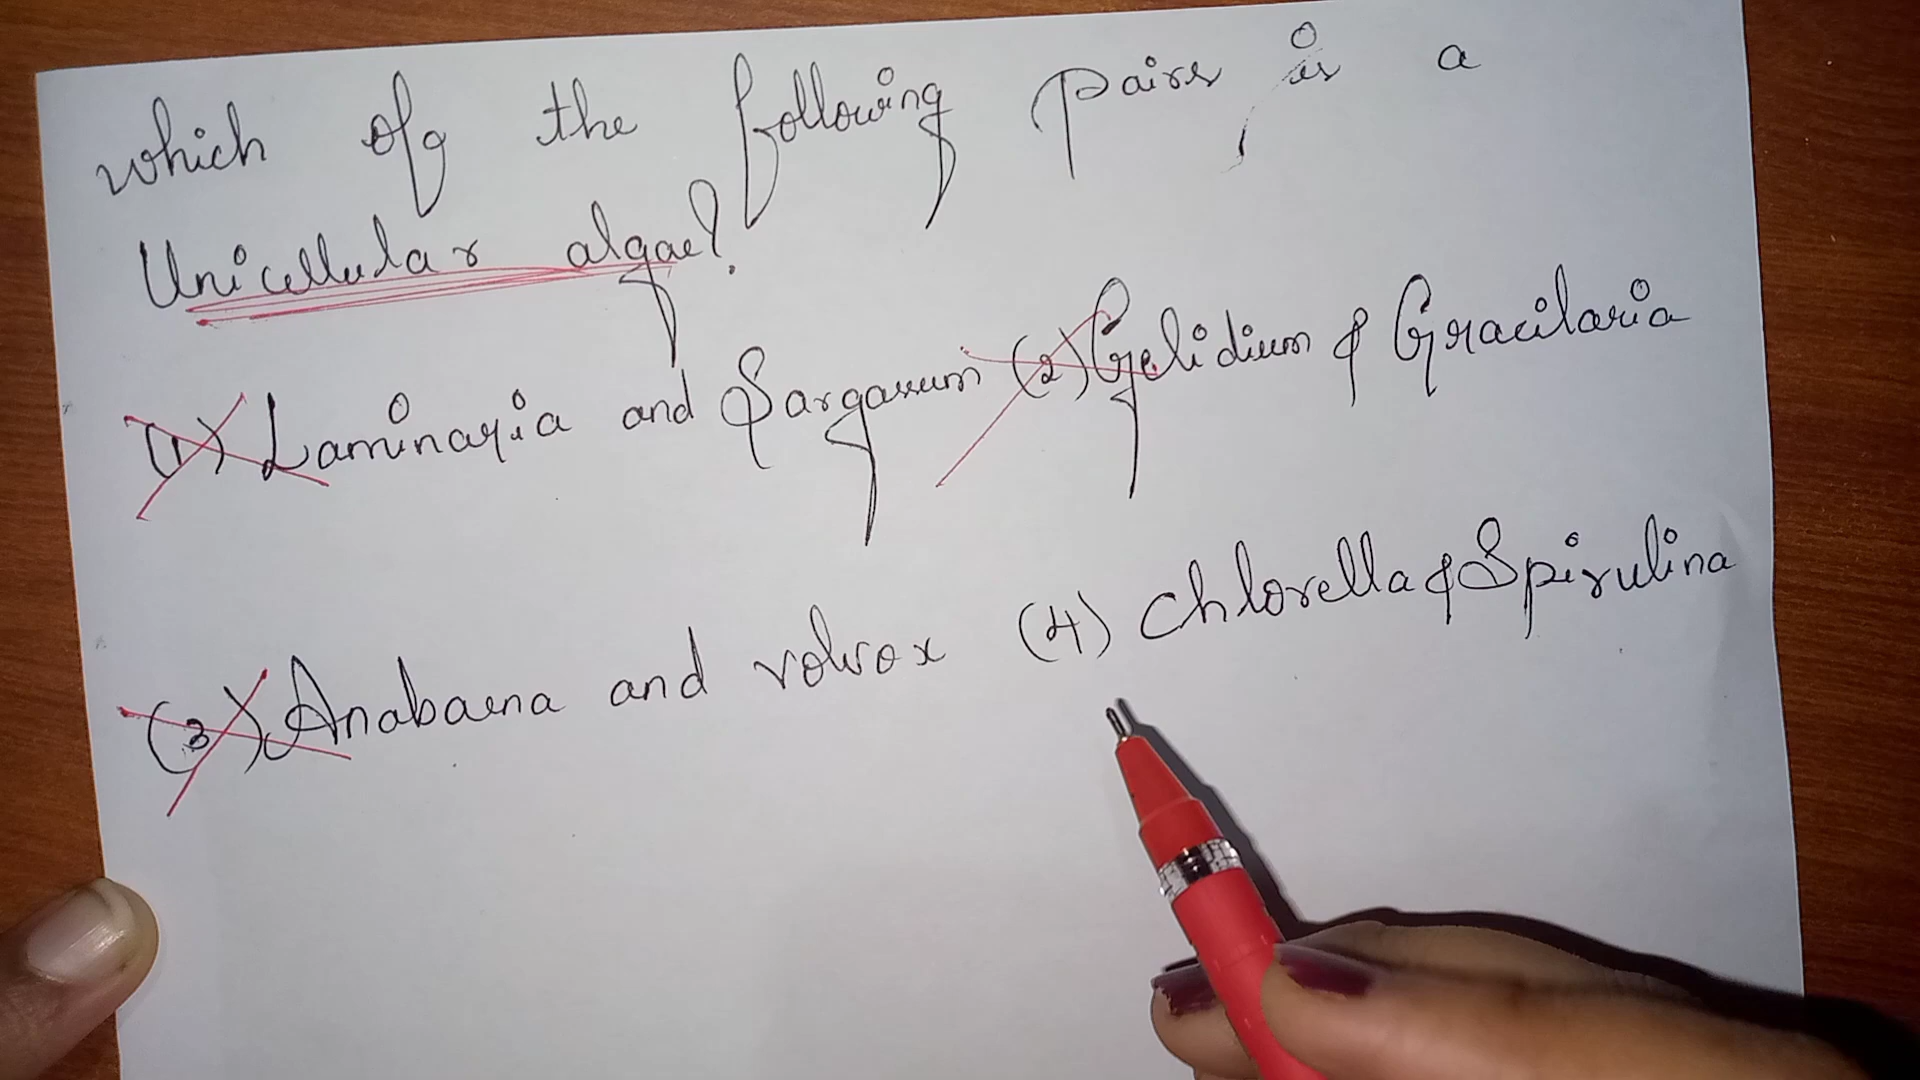 which of the following pairs is a
Unicellular algae?
(1) Laminaria and Sargassum (2) Gelidium & Gracilaria
(3) Anabaena and volvox (4) Chlorella & Spirulina